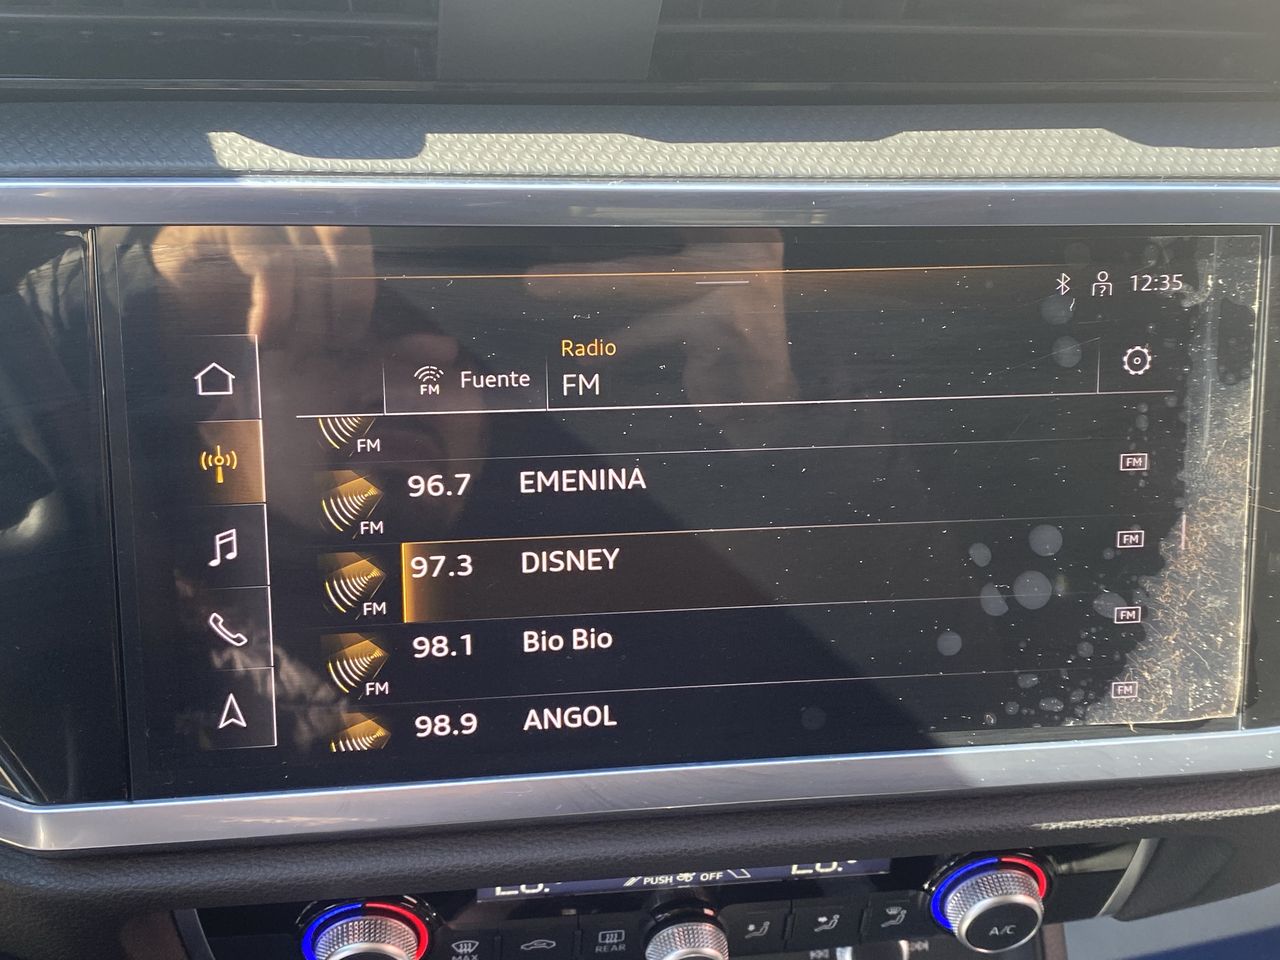 12:35
Radio
FM Fuente FM
FM
96.7 EMENINA FM
FM
97.3 DISNEY FM
FM
98.1 Bio Bio FM
FM
98.9 ANGOL FM
PUSH OFF
MAX
REAR
A/C